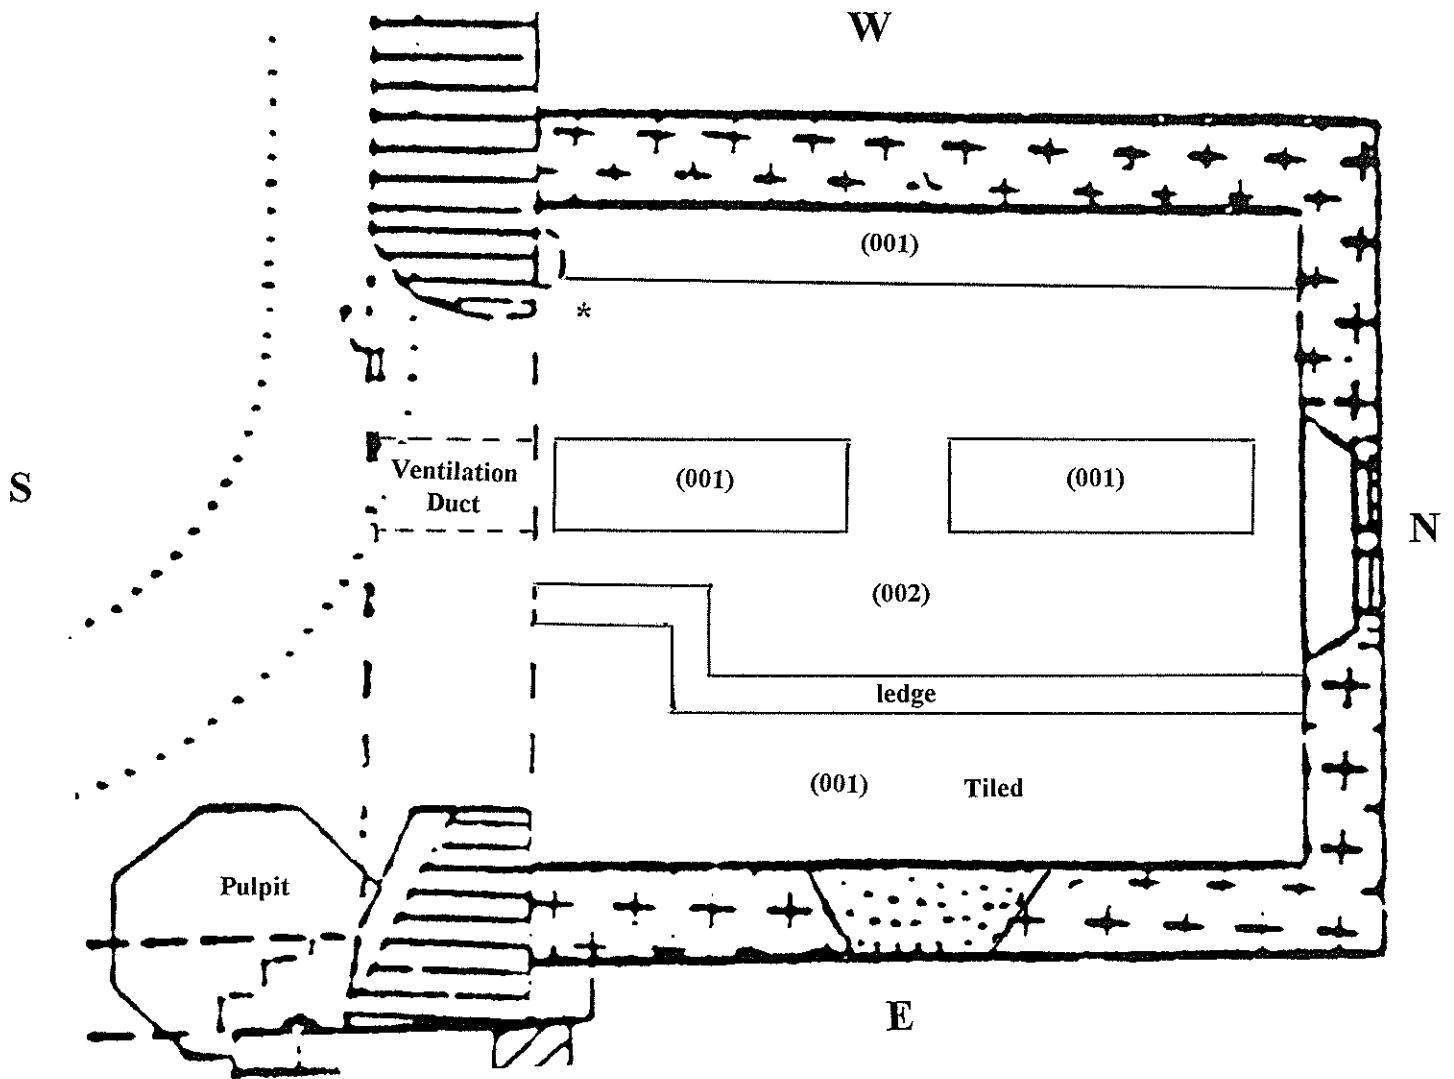 W
(001)
*
S
Ventilation
Duct
(001)
(001)
N
(002)
ledge
(001)
Tiled
Pulpit
E